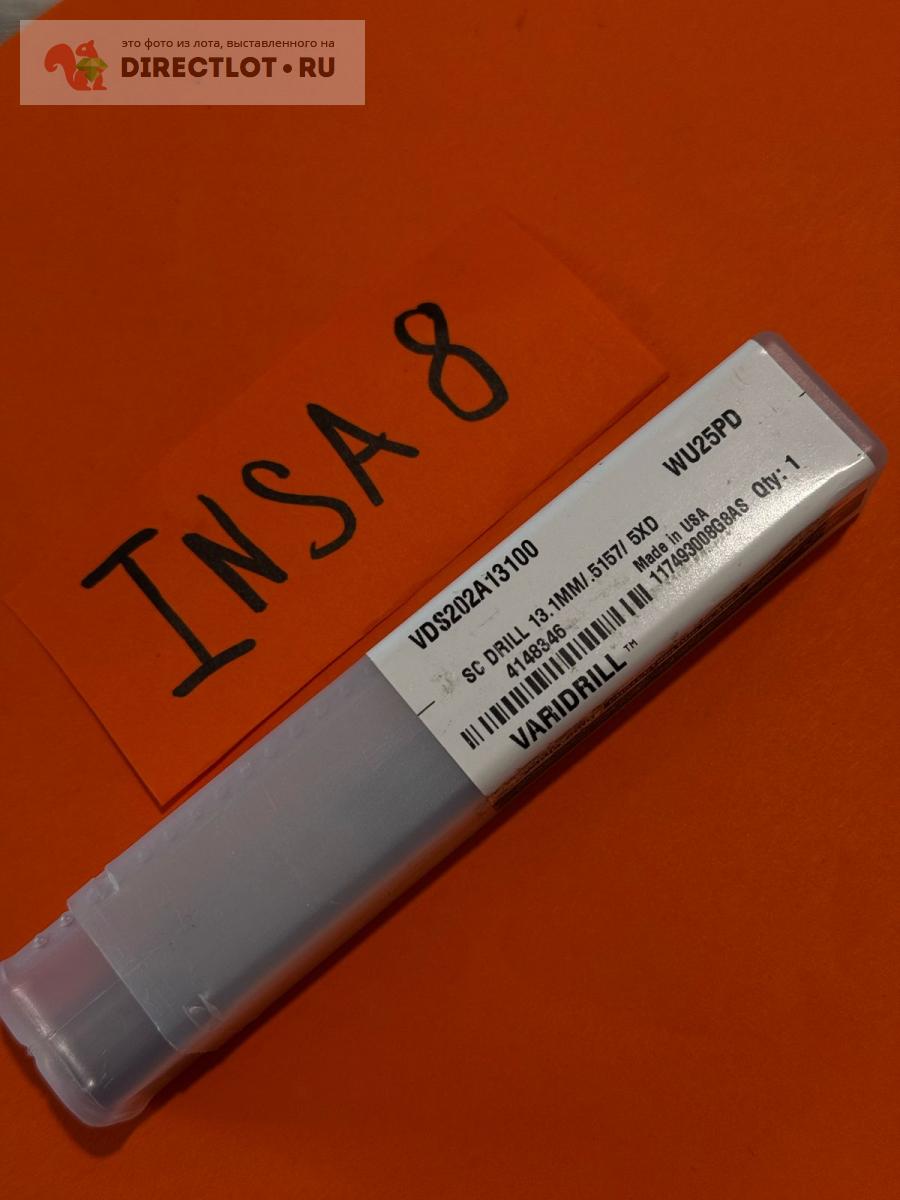 это фото из лота, выставленного на
DIRECTLOT • RU
INSA 8
VDS202A13100
WU25PD
SC DRILL 13.1MM/.5157/ 5XD
4148346
Made in USA
117493008G8AS Qty: 1
VARIDRILL™